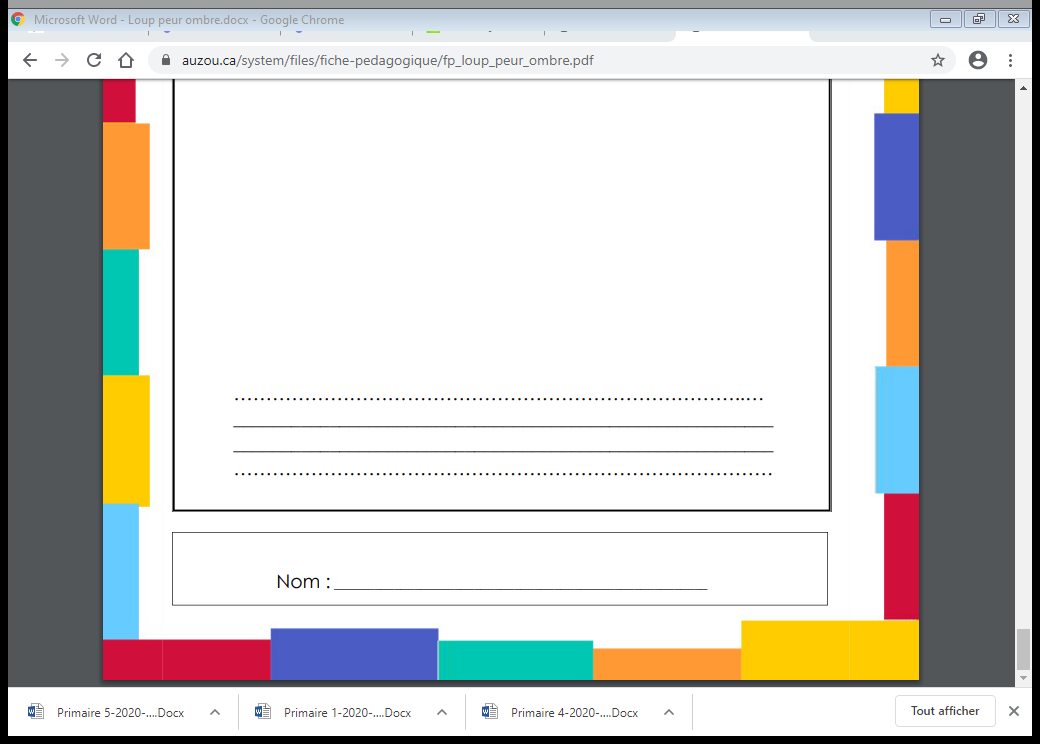 Microsoft Word - Loup peur ombre.docx - Google Chrome
auzou.ca/system/files/fiche-pedagogique/fp_loup_peur_ombre.pdf
Nom :
Primaire 5-2020-....Docx
Primaire 1-2020-....Docx
Primaire 4-2020-....Docx
Tout afficher